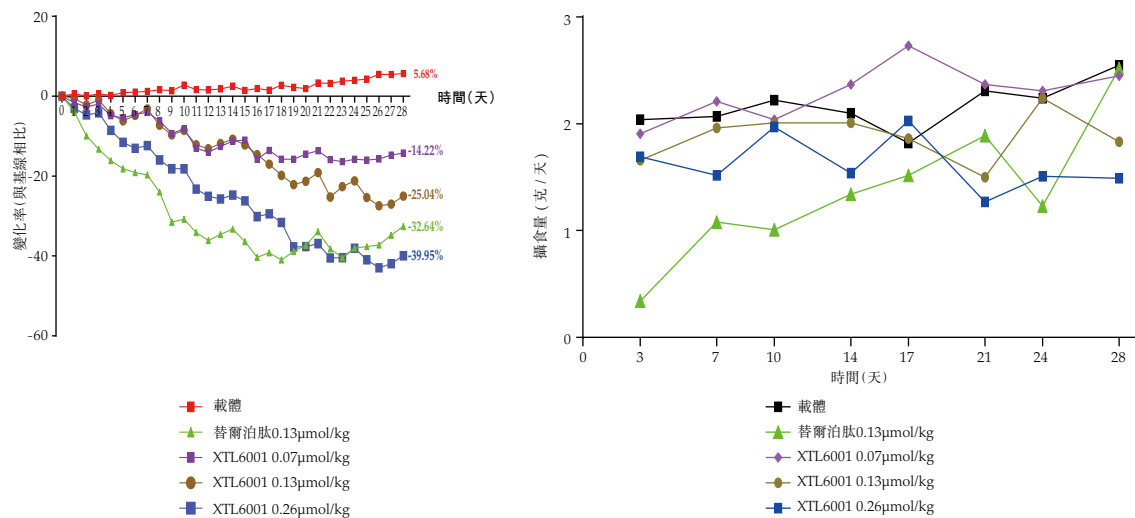 變化率(與基線相比)
20
0
-20
-40
-60
0 1 2 3 4 5 6 7 8 9 10 11 12 13 14 15 16 17 18 19 20 21 22 23 24 25 26 27 28
時間(天)
5.68%
-14.22%
-25.04%
-32.64%
-39.95%
載體
替爾泊肽0.13μmol/kg
XTL6001 0.07μmol/kg
XTL6001 0.13μmol/kg
XTL6001 0.26μmol/kg
攝食量 (克 / 天)
3
2
1
0
0 3 7 10 14 17 21 24 28
時間(天)
載體
替爾泊肽0.13μmol/kg
XTL6001 0.07μmol/kg
XTL6001 0.13μmol/kg
XTL6001 0.26μmol/kg